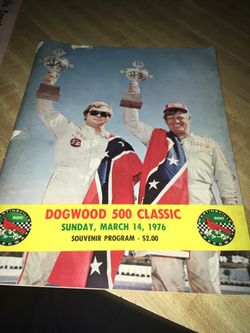 DOGWOOD 500 CLASSIC
SUNDAY, MARCH 14, 1976
SOUVENIR PROGRAM - $2.00